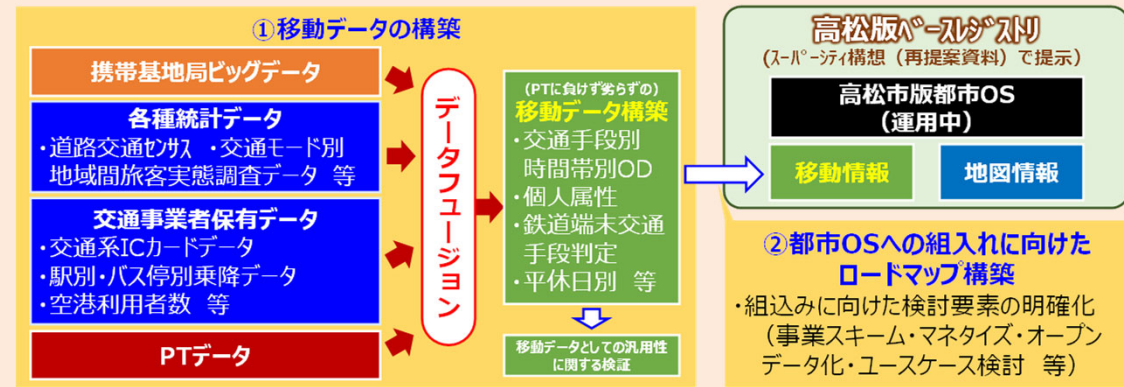 ①移動データの構築
携帯基地局ビッグデータ
各種統計データ
・道路交通センサス ・交通モード別
地域間旅客実態調査データ 等
交通事業者保有データ
・交通系ICカードデータ
・駅別・バス停別乗降データ
・空港利用者数 等
PTデータ
データフュージョン
(PTに負けず劣らずの)
移動データ構築
・交通手段別
時間帯別OD
・個人属性
・鉄道端末交通
手段判定
・平休日別 等
移動データとしての汎用性
に関する検証
高松版ベースレジストリ
(スーパーシティ構想（再提案資料）で提示)
高松市版都市OS
（運用中）
移動情報
地図情報
②都市OSへの組入れに向けた
ロードマップ構築
・組込みに向けた検討要素の明確化
（事業スキーム・マネタイズ・オープン
データ化・ユースケース検討 等）